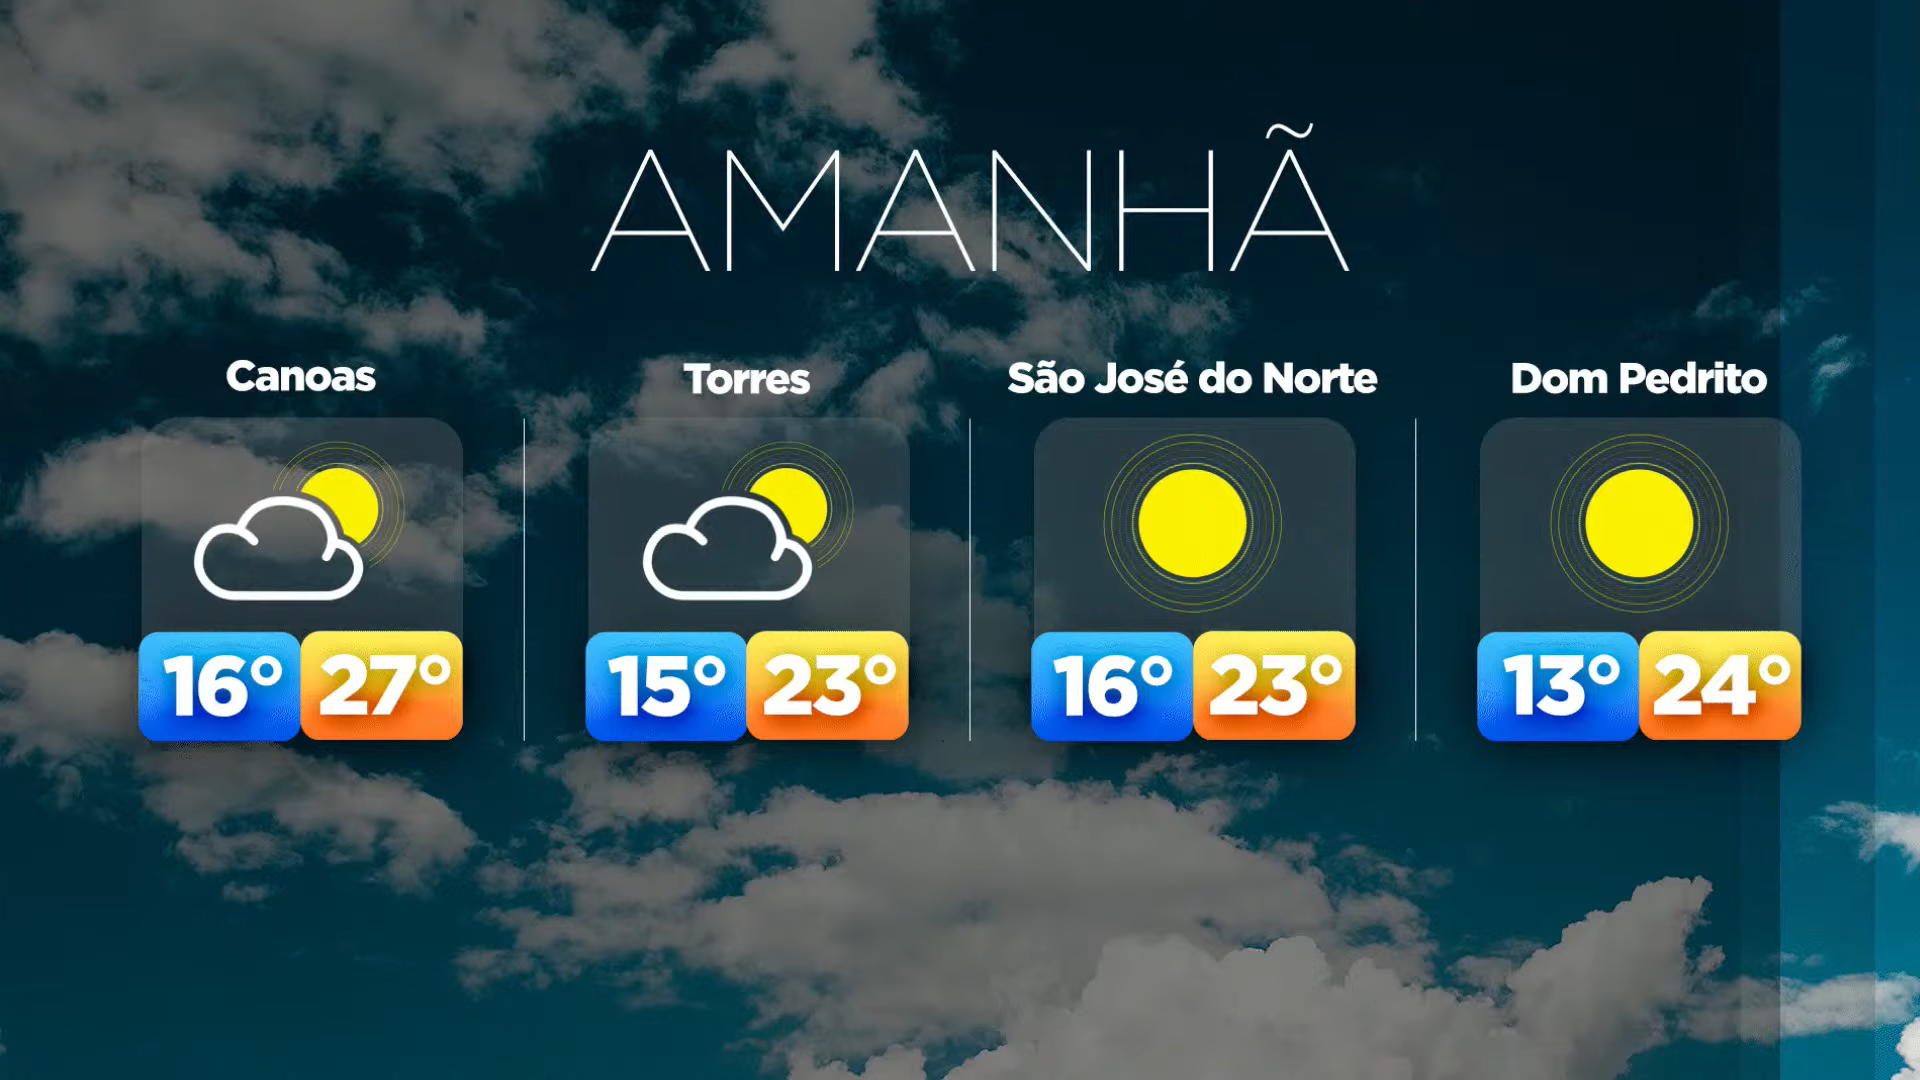 AMANHÃ
Canoas
16° 27°
Torres
15° 23°
São José do Norte
16° 23°
Dom Pedrito
13° 24°